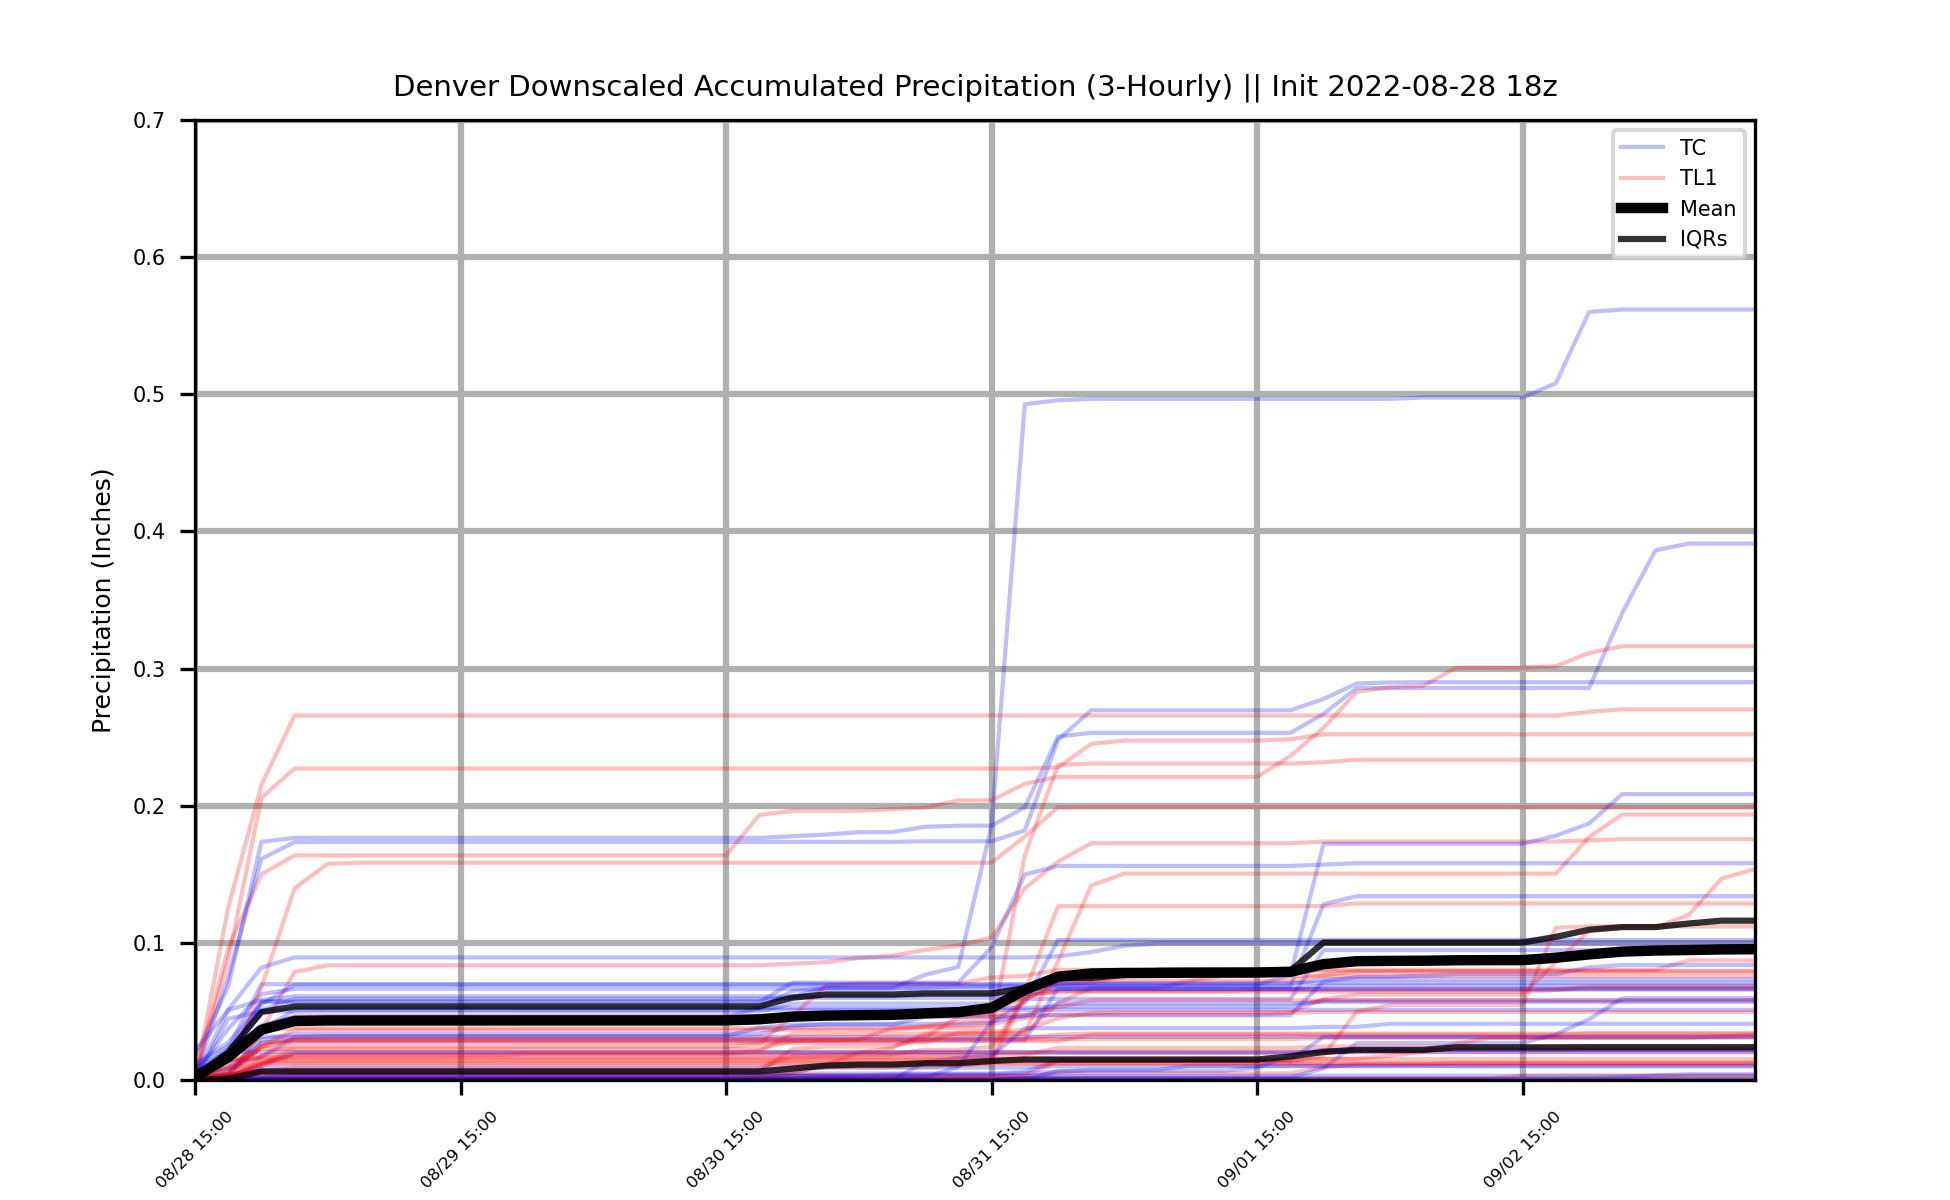 Denver Downscaled Accumulated Precipitation (3-Hourly) || Init 2022-08-28 18z
TC
TL1
Mean
IQRs
Precipitation (Inches)
0.7
0.6
0.5
0.4
0.3
0.2
0.1
0.0
08/28 15:00
08/29 15:00
08/30 15:00
08/31 15:00
09/01 15:00
09/02 15:00